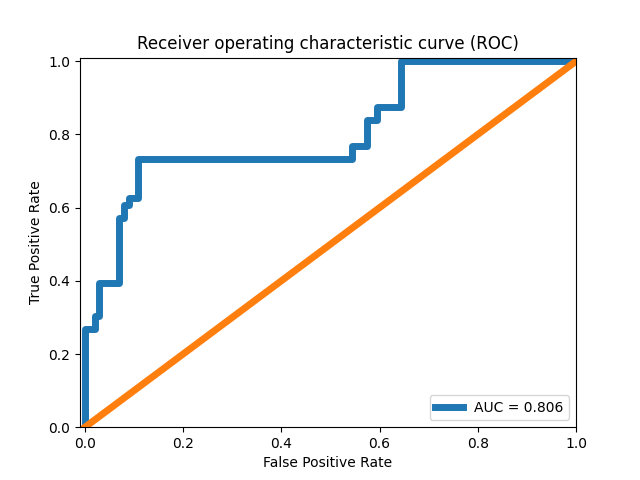 Receiver operating characteristic curve (ROC)
True Positive Rate
1.0
0.8
0.6
0.4
0.2
0.0
0.0 0.2 0.4 0.6 0.8 1.0
False Positive Rate
AUC = 0.806